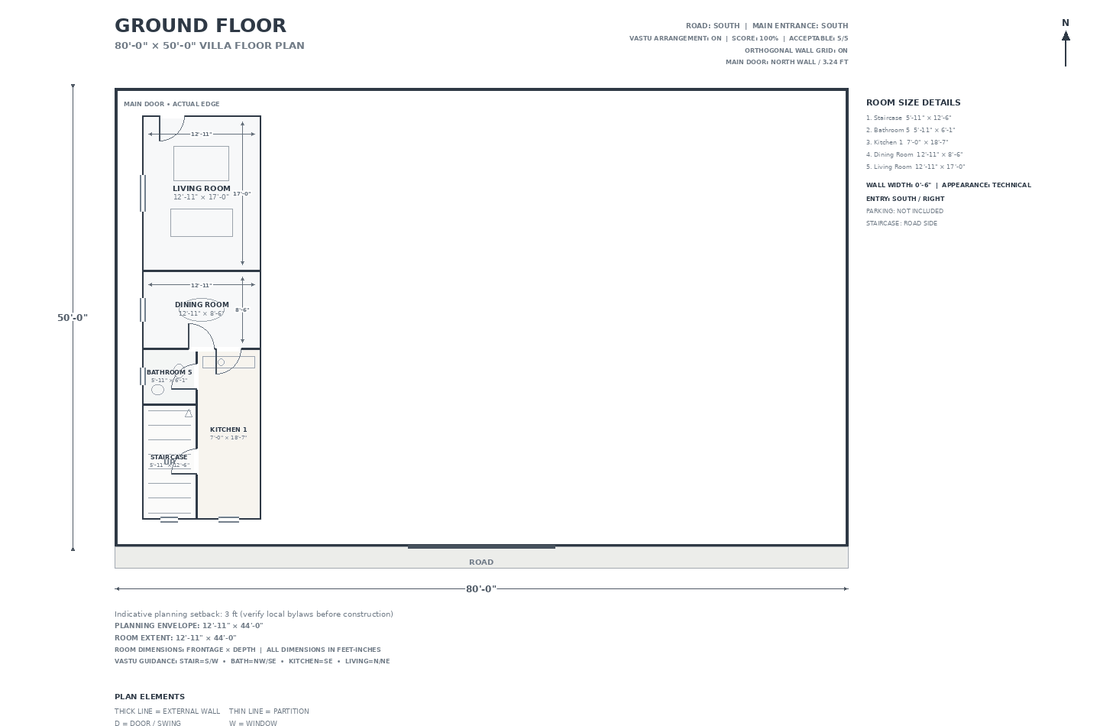 GROUND FLOOR
80'-0" × 50'-0" VILLA FLOOR PLAN
ROAD: SOUTH | MAIN ENTRANCE: SOUTH
VASTU ARRANGEMENT: ON | SCORE: 100% | ACCEPTABLE: 5/5
ORTHOGONAL WALL GRID: ON
MAIN DOOR: NORTH WALL / 3.24 FT
N
MAIN DOOR • ACTUAL EDGE
12'-11"
LIVING ROOM
12'-11" × 17'-0"
17'-0"
12'-11"
DINING ROOM
12'-11" × 8'-6"
8'-6"
BATHROOM 5
5'-11" × 6'-1"
KITCHEN 1
7'-0" × 18'-7"
STAIRCASE
5'-11" × 12'-6"
UP
50'-0"
ROAD
80'-0"
ROOM SIZE DETAILS
1. Staircase 5'-11" × 12'-6"
2. Bathroom 5 5'-11" × 6'-1"
3. Kitchen 1 7'-0" × 18'-7"
4. Dining Room 12'-11" × 8'-6"
5. Living Room 12'-11" × 17'-0"
WALL WIDTH: 0'-6" | APPEARANCE: TECHNICAL
ENTRY: SOUTH / RIGHT
PARKING: NOT INCLUDED
STAIRCASE: ROAD SIDE
Indicative planning setback: 3 ft (verify local bylaws before construction)
PLANNING ENVELOPE: 12'-11" × 44'-0"
ROOM EXTENT: 12'-11" × 44'-0"
ROOM DIMENSIONS: FRONTAGE × DEPTH | ALL DIMENSIONS IN FEET-INCHES
VASTU GUIDANCE: STAIR=S/W • BATH=NW/SE • KITCHEN=SE • LIVING=N/NE
PLAN ELEMENTS
THICK LINE = EXTERNAL WALL THIN LINE = PARTITION
D = DOOR / SWING W = WINDOW